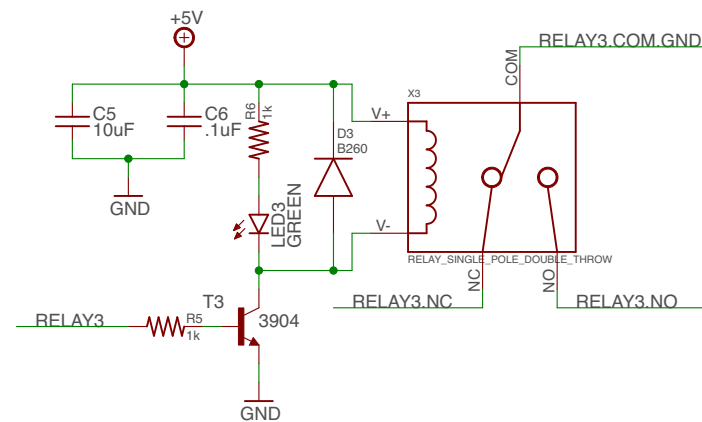 +5V
RELAY3.COM.GND
COM
X3
C5
10uF
C6
.1uF
R6
1k
V+
D3
B260
GND
LED3
GREEN
V-
RELAY_SINGLE_POLE_DOUBLE_THROW
NC
NO
RELAY3.NC
RELAY3.NO
T3
3904
RELAY3
R5
1k
GND